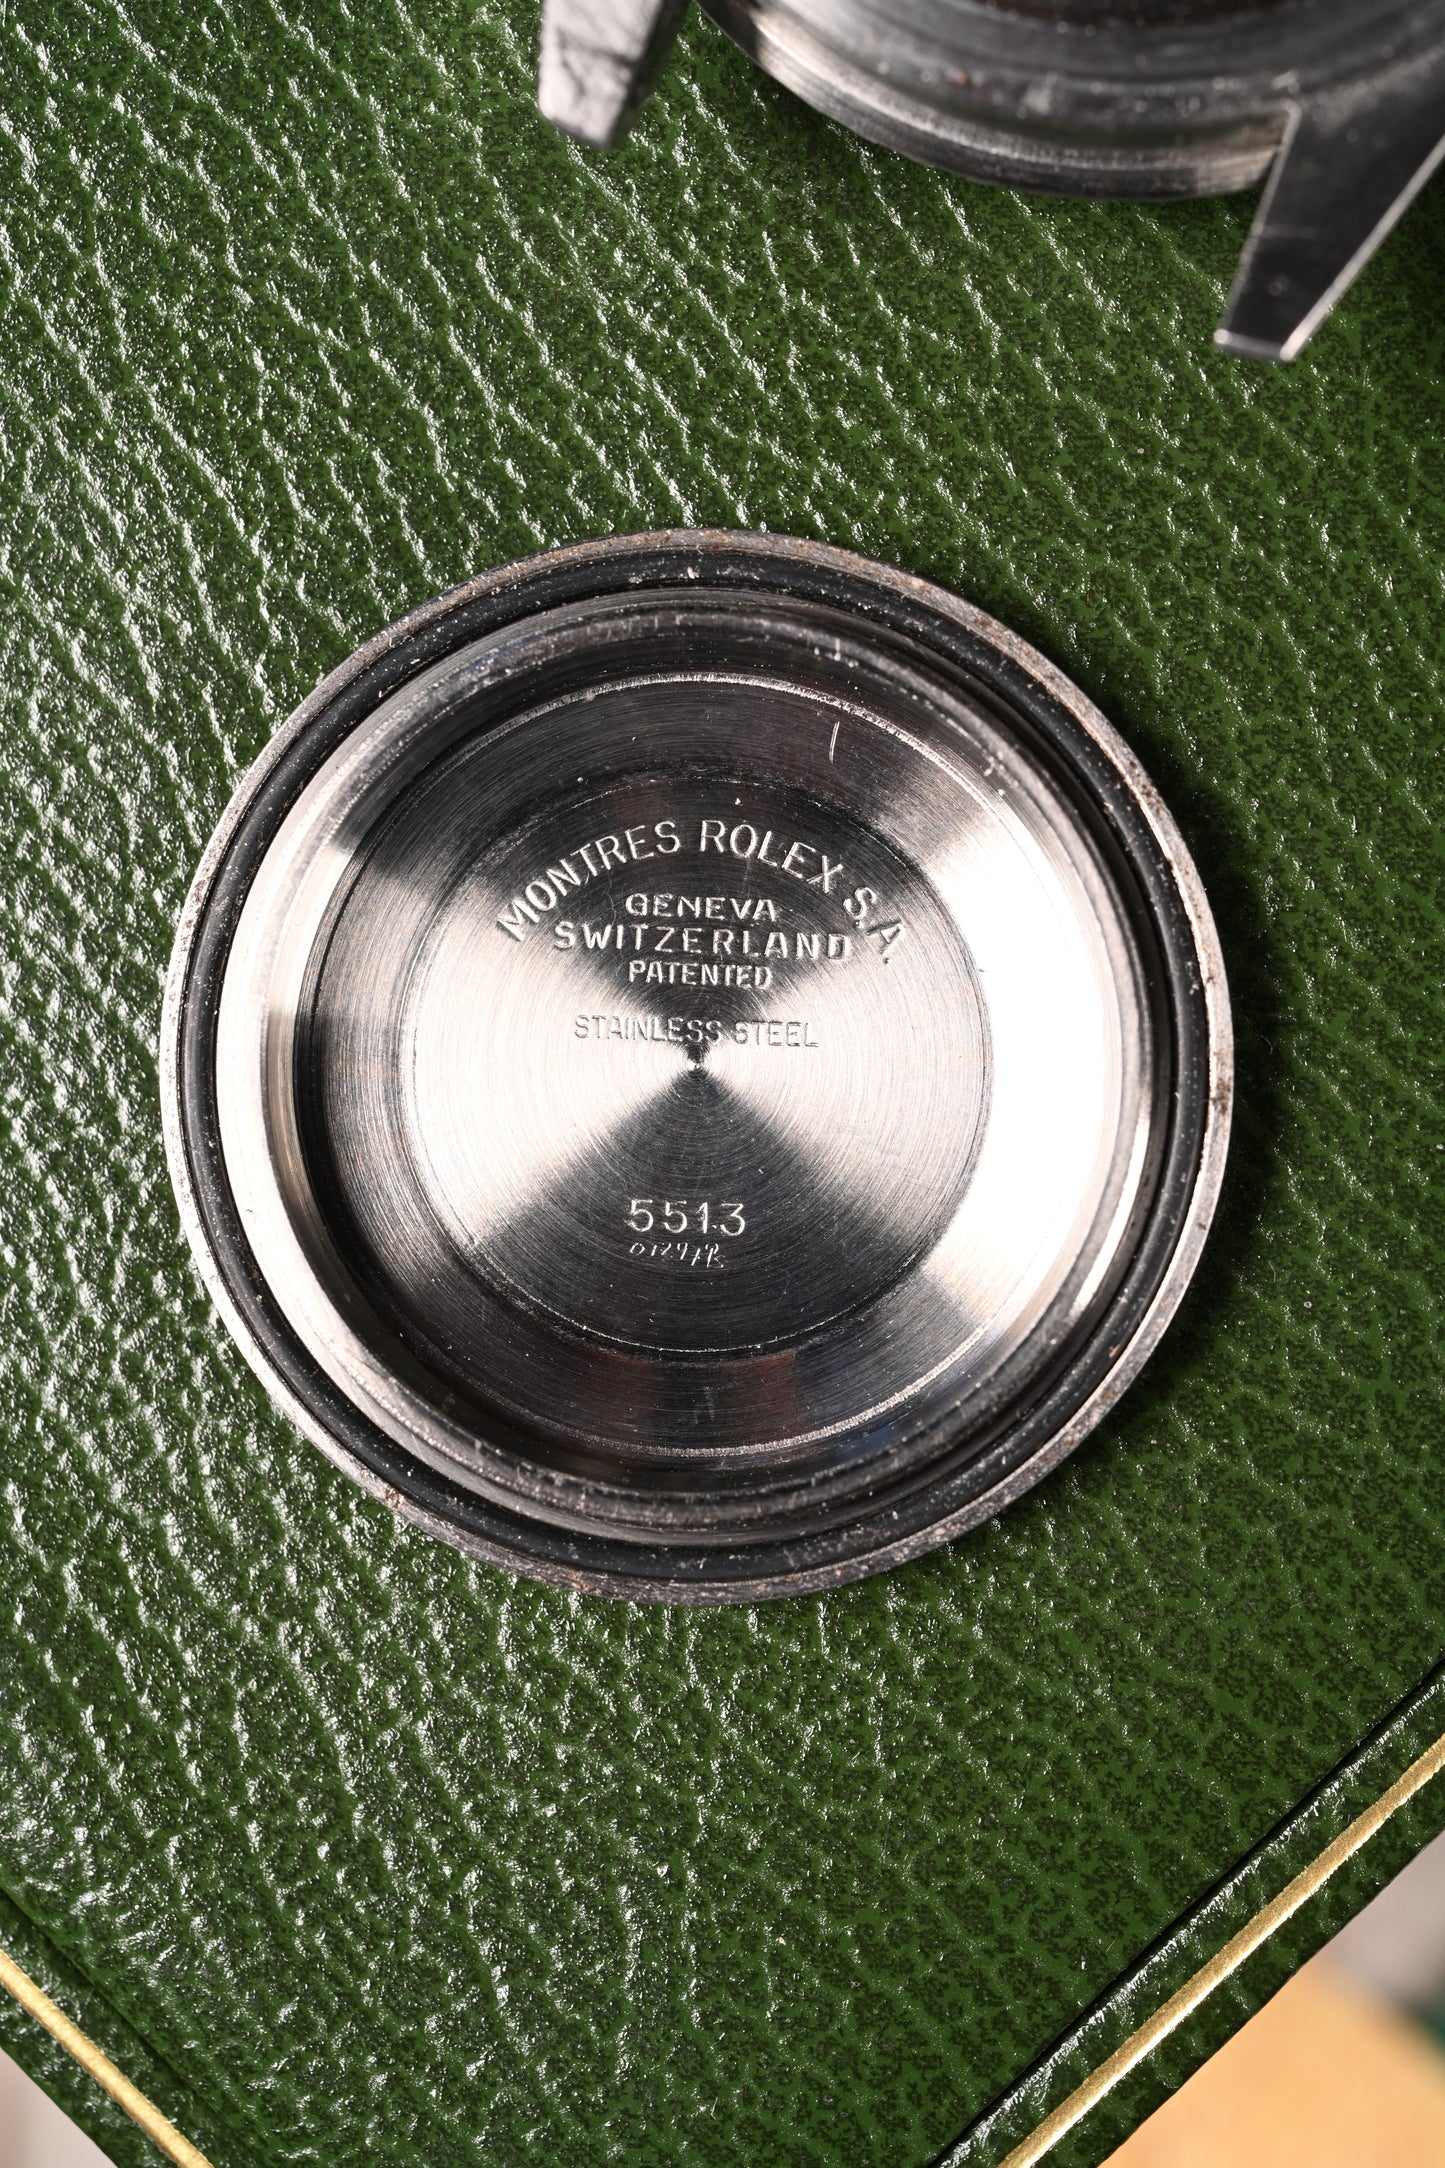 MONTRES ROLEX S.A.
GENEVA
SWITZERLAND
PATENTED
STAINLESS STEEL
5513